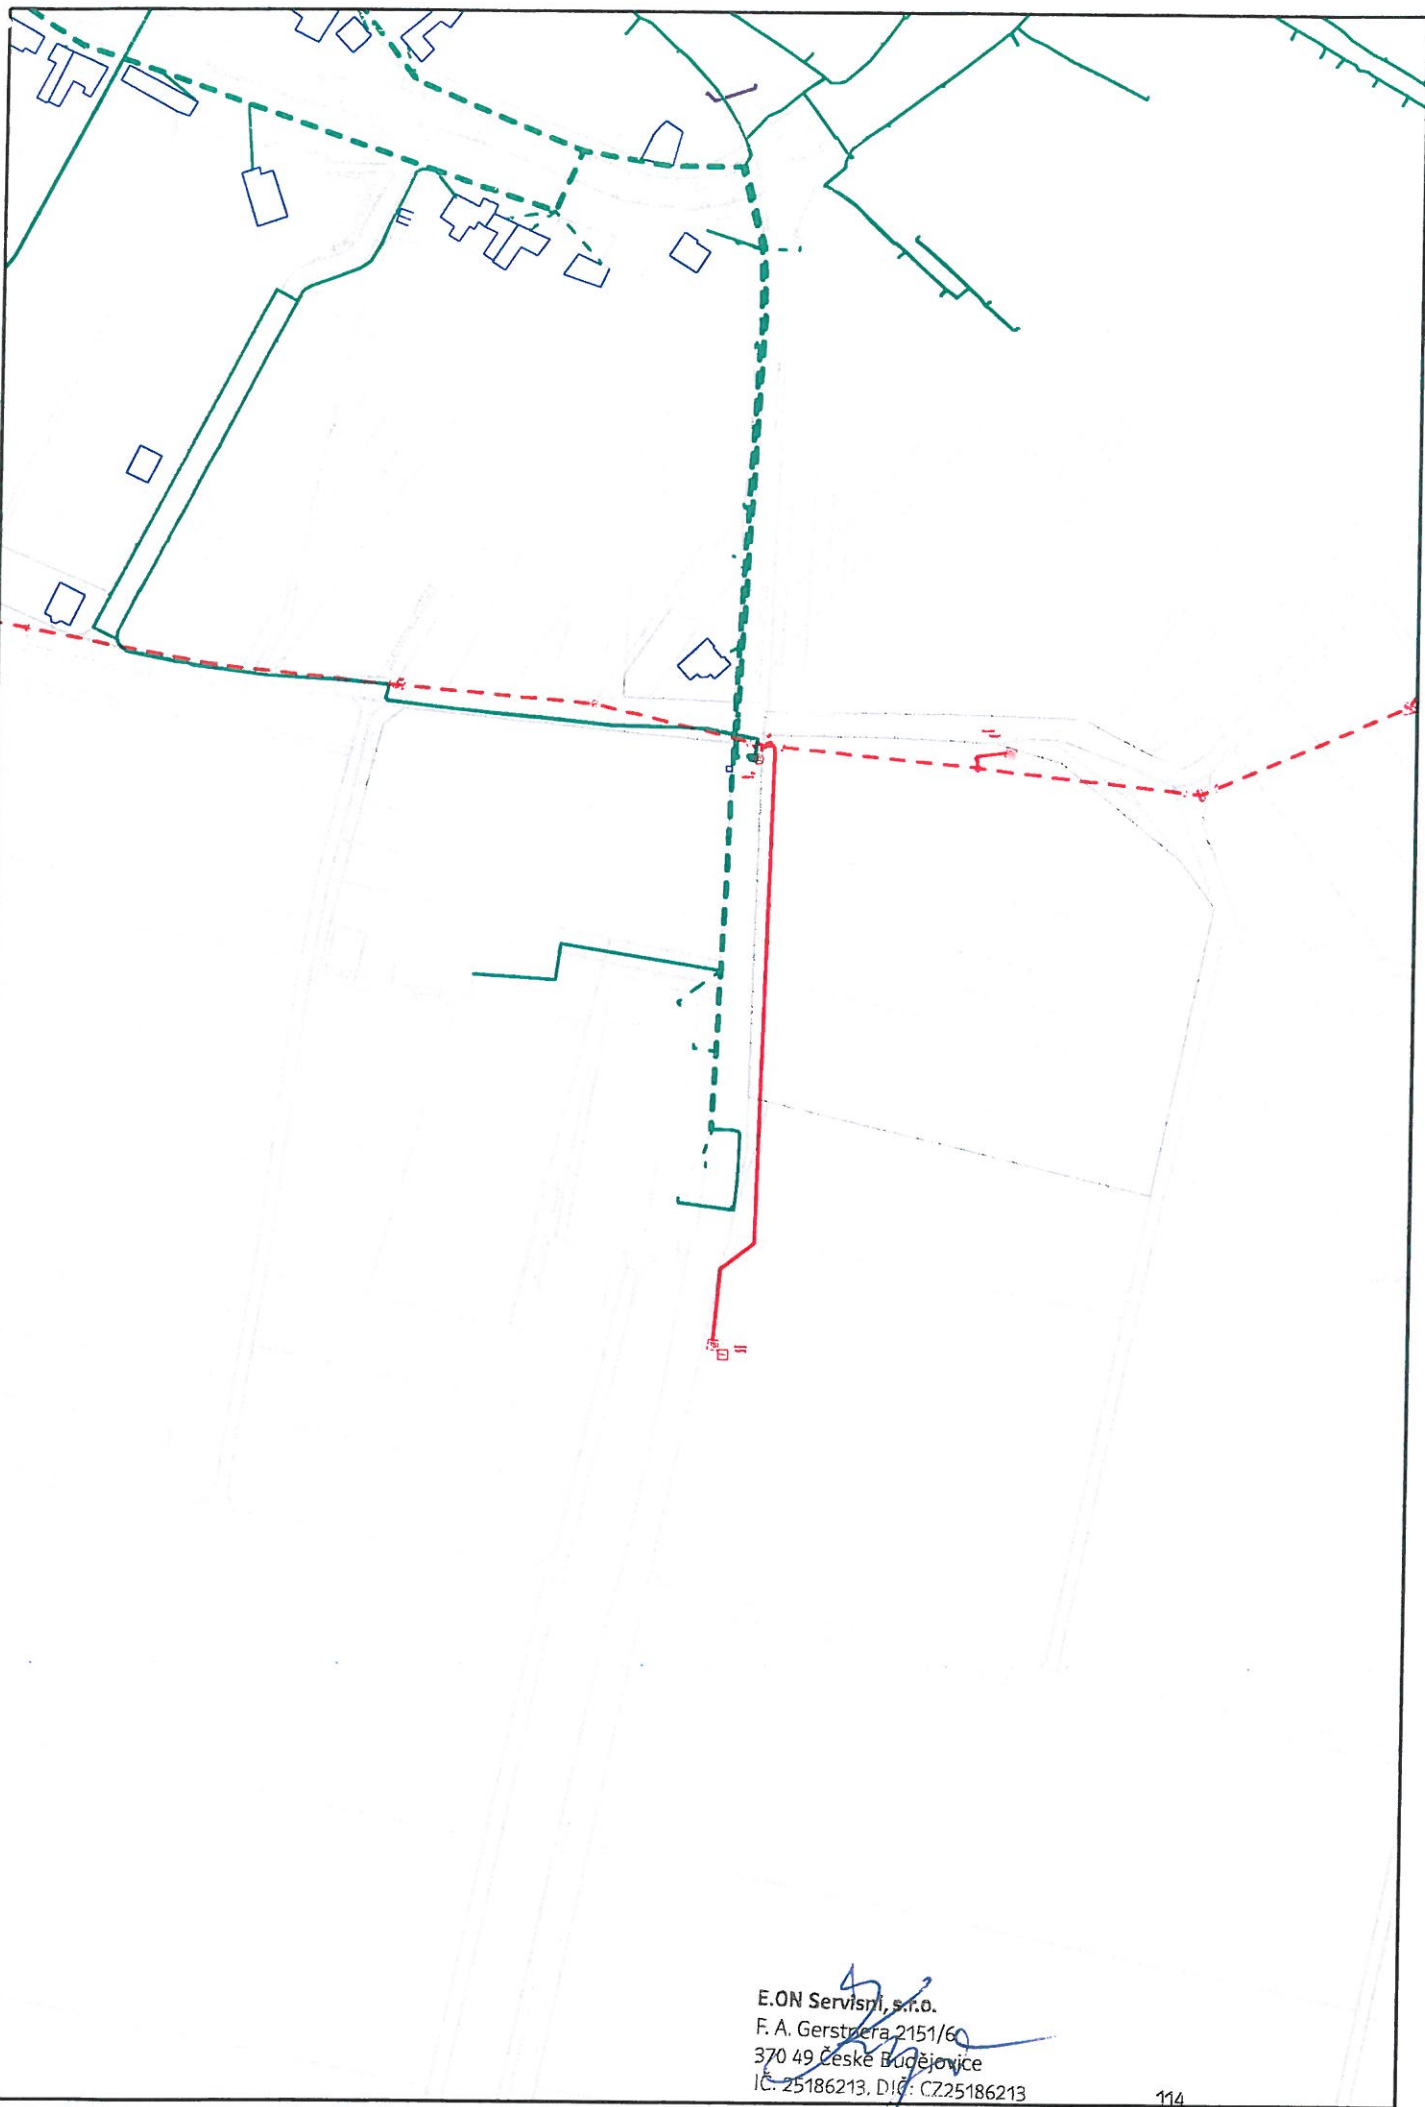 E.ON Servisní, s.r.o.
F. A. Gerstnera 2151/6
370 49 České Budějovice
IČ: 25186213, DIČ: CZ25186213
114